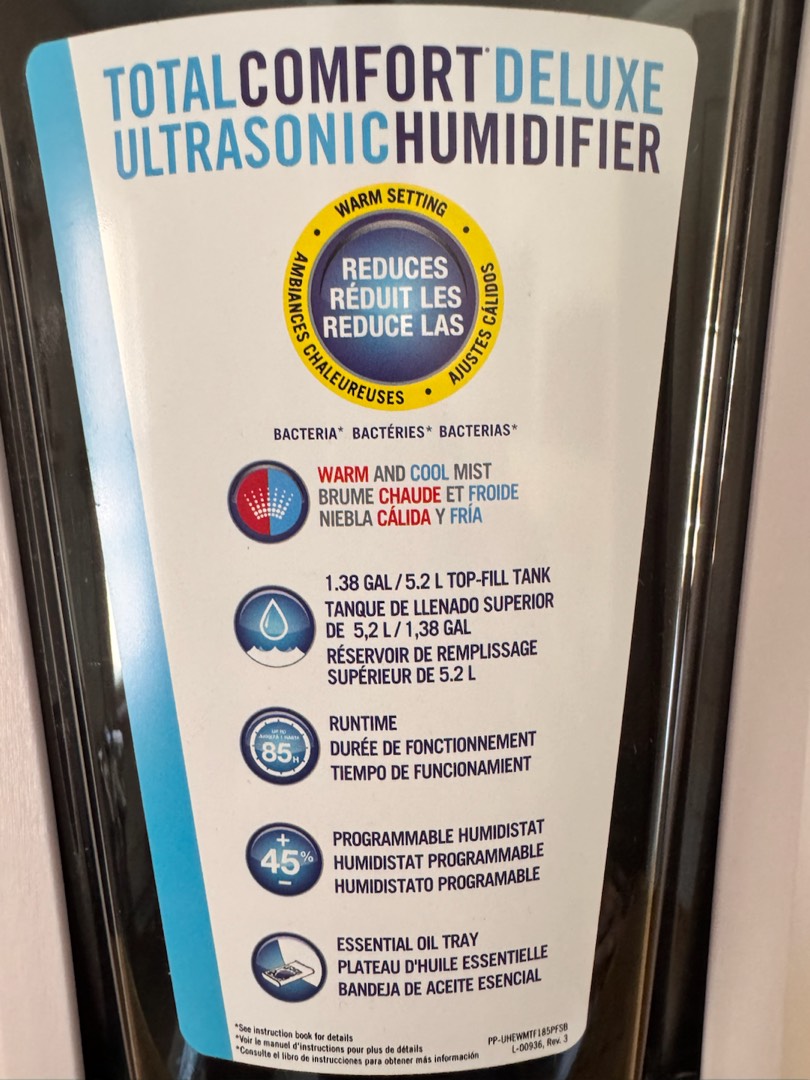 TOTALCOMFORT® DELUXE
ULTRASONICHUMIDIFIER
WARM SETTING
AMBIANCES CHALEUREUSES
AJUSTES CÁLIDOS
REDUCES
RÉDUIT LES
REDUCE LAS
BACTERIA* BACTÉRIES* BACTERIAS*
WARM AND COOL MIST
BRUME CHAUDE ET FROIDE
NIEBLA CÁLIDA Y FRÍA
1.38 GAL / 5.2 L TOP-FILL TANK
TANQUE DE LLENADO SUPERIOR
DE 5,2 L / 1,38 GAL
RÉSERVOIR DE REMPLISSAGE
SUPÉRIEUR DE 5.2 L
UP TO
85H
RUNTIME
DURÉE DE FONCTIONNEMENT
TIEMPO DE FUNCIONAMIENT
+
45%
−
PROGRAMMABLE HUMIDISTAT
HUMIDISTAT PROGRAMMABLE
HUMIDISTATO PROGRAMABLE
ESSENTIAL OIL TRAY
PLATEAU D'HUILE ESSENTIELLE
BANDEJA DE ACEITE ESENCIAL
*See instruction book for details
*Voir le manuel d'instructions pour plus de détails
*Consulte el libro de instrucciones para obtener más información
PP-UHEWMTF185PFSB
L-00936, Rev. 3